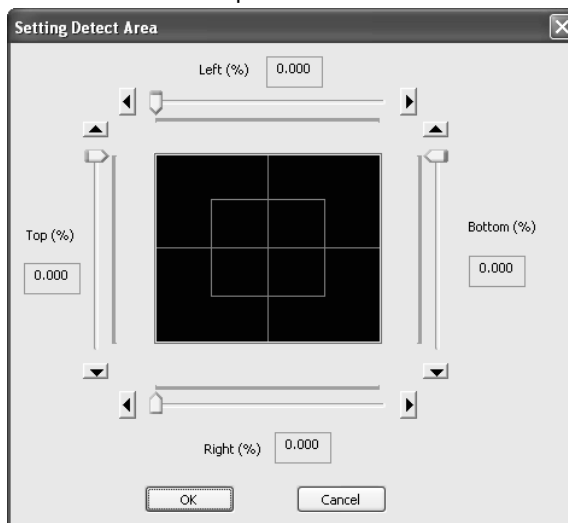 Setting Detect Area
Left (%) 0.000
Top (%)
0.000
Bottom (%)
0.000
Right (%) 0.000
OK Cancel